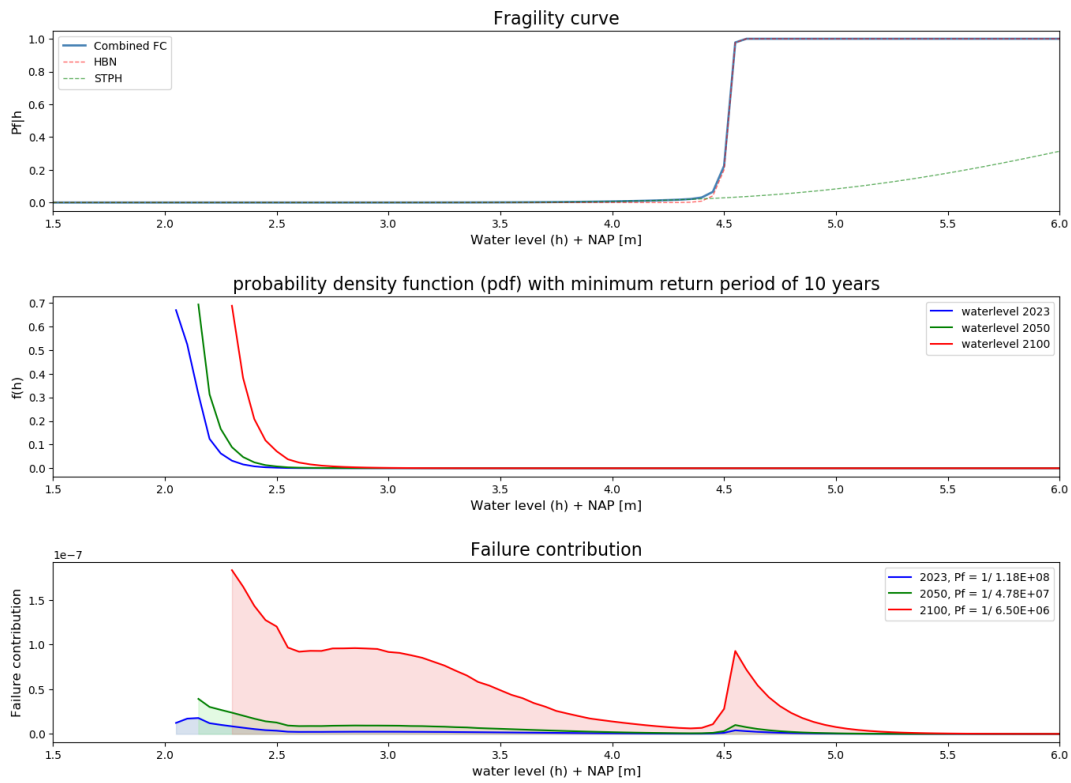 Fragility curve
1.0
0.8
0.6
0.4
0.2
0.0
Pf|h
Combined FC
HBN
STPH
1.5 2.0 2.5 3.0 3.5 4.0 4.5 5.0 5.5 6.0
Water level (h) + NAP [m]
probability density function (pdf) with minimum return period of 10 years
0.7
0.6
0.5
0.4
0.3
0.2
0.1
0.0
f(h)
waterlevel 2023
waterlevel 2050
waterlevel 2100
1.5 2.0 2.5 3.0 3.5 4.0 4.5 5.0 5.5 6.0
Water level (h) + NAP [m]
Failure contribution
1e−7
1.5
1.0
0.5
0.0
Failure contribution
2023, Pf = 1/ 1.18E+08
2050, Pf = 1/ 4.78E+07
2100, Pf = 1/ 6.50E+06
1.5 2.0 2.5 3.0 3.5 4.0 4.5 5.0 5.5 6.0
water level (h) + NAP [m]